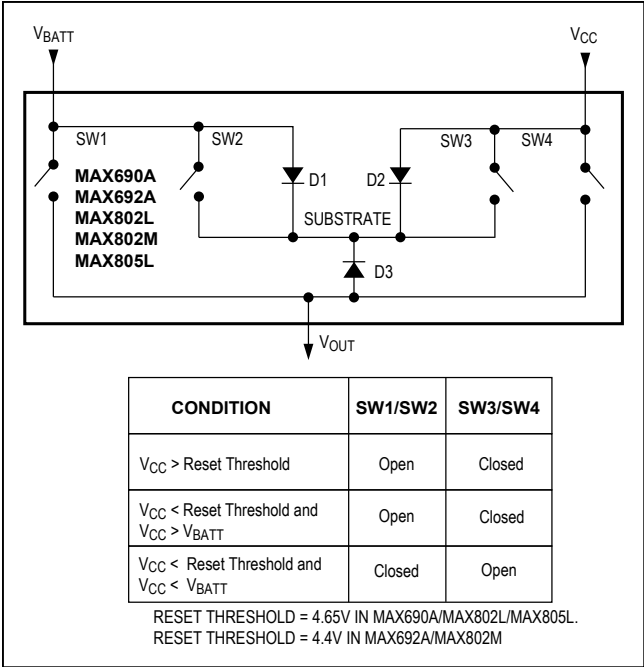 VBATT
VCC
SW1
SW2
SW3
SW4
MAX690A
MAX692A
MAX802L
MAX802M
MAX805L
D1
D2
SUBSTRATE
D3
VOUT
CONDITION SW1/SW2 SW3/SW4
VCC > Reset Threshold Open Closed
VCC < Reset Threshold and
VCC > VBATT Open Closed
VCC < Reset Threshold and
VCC < VBATT Closed Open
RESET THRESHOLD = 4.65V IN MAX690A/MAX802L/MAX805L.
RESET THRESHOLD = 4.4V IN MAX692A/MAX802M